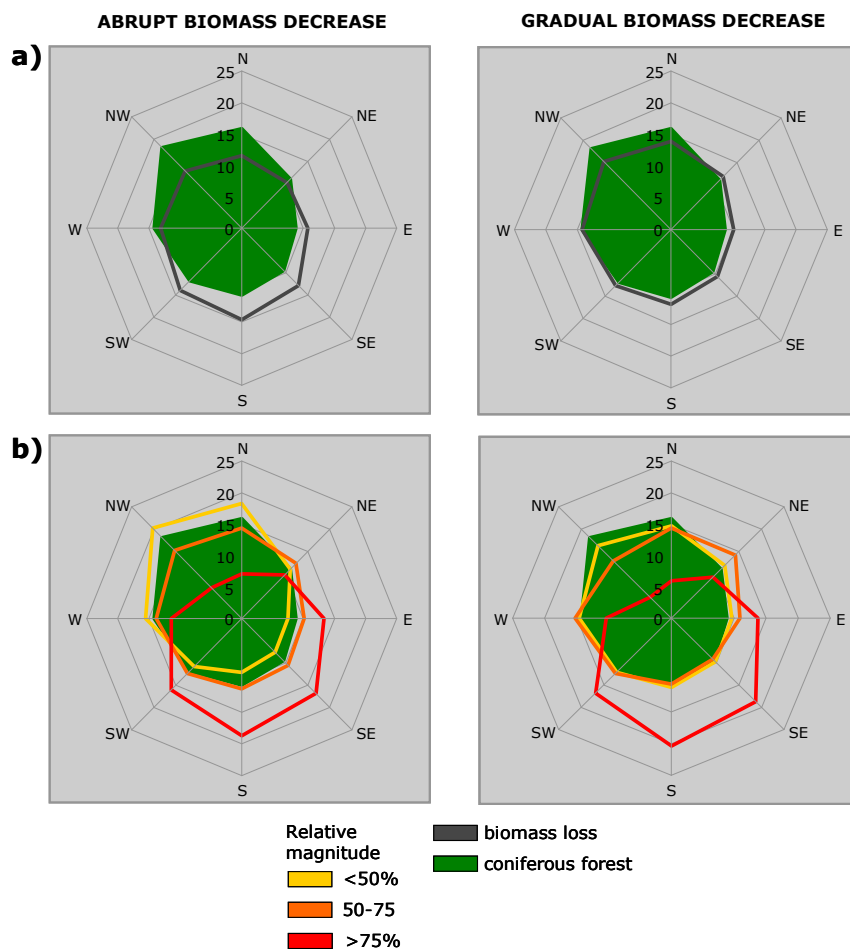 ABRUPT BIOMASS DECREASE
GRADUAL BIOMASS DECREASE
a)
N
25
20
15
10
5
0
NE
E
SE
S
SW
W
NW
N
25
20
15
10
5
0
NE
E
SE
S
SW
W
NW
b)
N
25
20
15
10
5
0
NE
E
SE
S
SW
W
NW
N
25
20
15
10
5
0
NE
E
SE
S
SW
W
NW
Relative
magnitude
<50%
50-75
>75%
biomass loss
coniferous forest